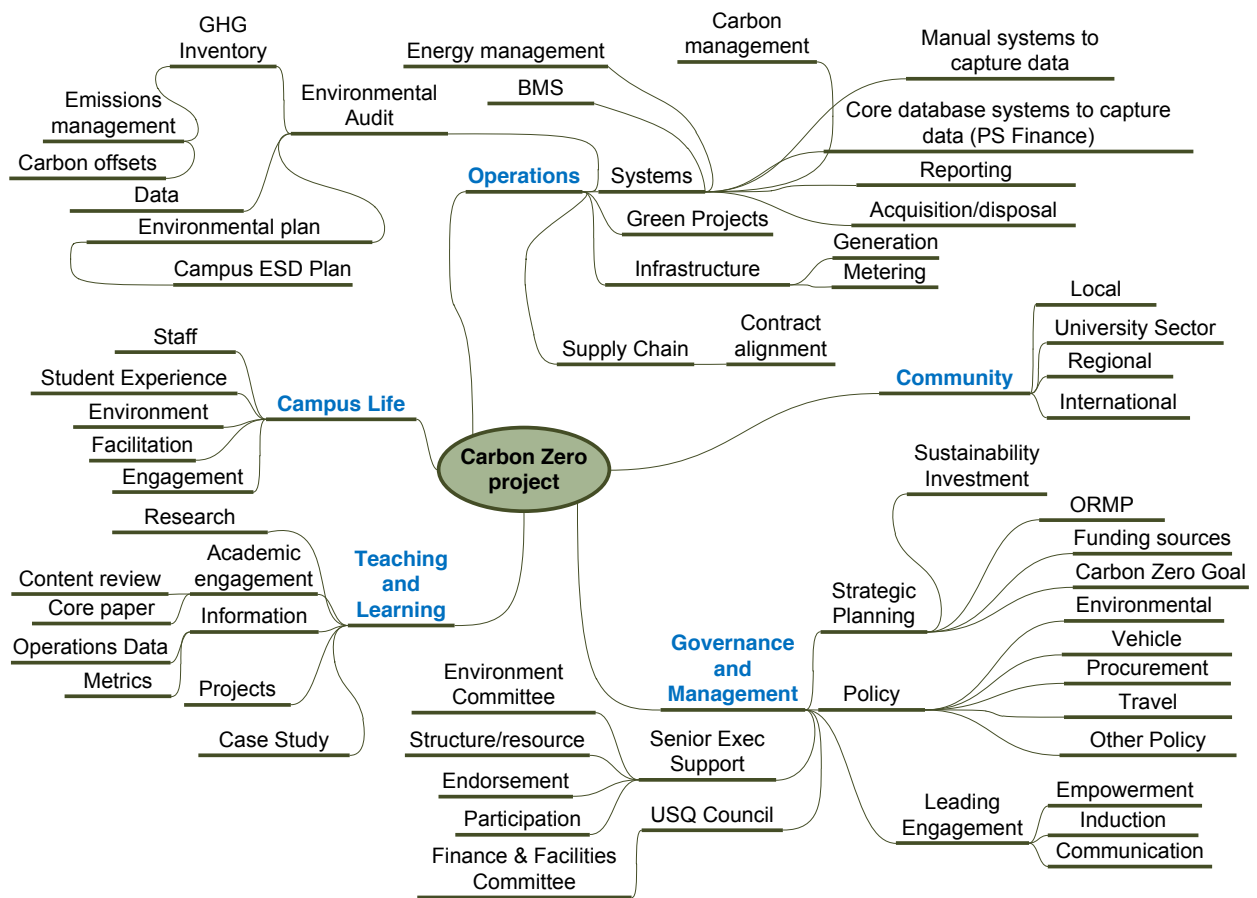 GHG
Inventory
Emissions
management
Carbon offsets
Environmental
Audit
Data
Environmental plan
Campus ESD Plan
Energy management
BMS
Carbon
management
Manual systems to
capture data
Core database systems to capture
data (PS Finance)
Operations
Systems
Reporting
Acquisition/disposal
Green Projects
Infrastructure
Generation
Metering
Supply Chain
Contract
alignment
Community
Local
University Sector
Regional
International
Staff
Student Experience
Environment
Facilitation
Engagement
Campus Life
Carbon Zero
project
Research
Academic
engagement
Content review
Core paper
Information
Operations Data
Metrics
Projects
Case Study
Teaching
and
Learning
Governance
and
Management
Strategic
Planning
Sustainability
Investment
ORMP
Funding sources
Carbon Zero Goal
Policy
Environmental
Vehicle
Procurement
Travel
Other Policy
Environment
Committee
Structure/resource
Endorsement
Participation
Senior Exec
Support
USQ Council
Finance & Facilities
Committee
Leading
Engagement
Empowerment
Induction
Communication